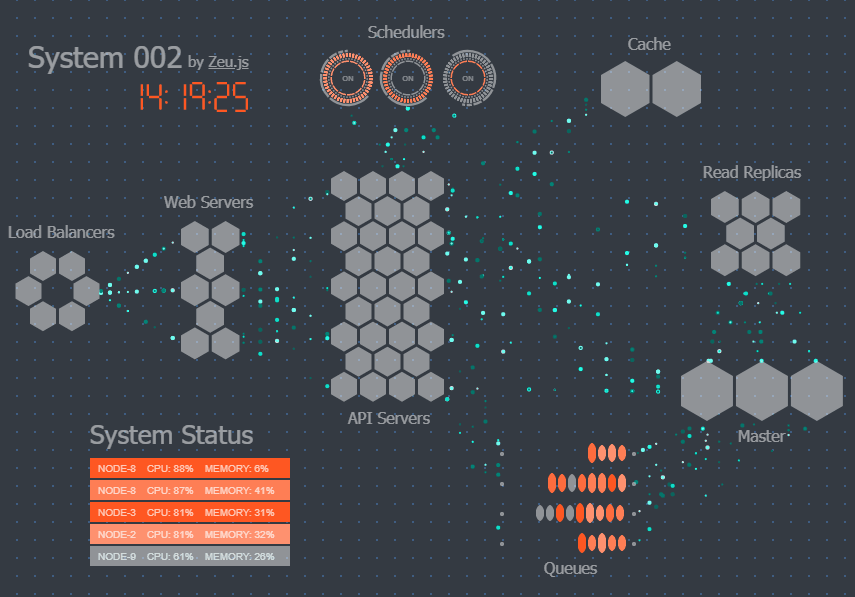 Schedulers
Cache
System 002 by Zeu.js
14:19:25
ON
ON
ON
Read Replicas
Web Servers
Load Balancers
API Servers
Master
System Status
NODE-8 CPU: 88% MEMORY: 6%
NODE-8 CPU: 87% MEMORY: 41%
NODE-3 CPU: 81% MEMORY: 31%
NODE-2 CPU: 81% MEMORY: 32%
NODE-9 CPU: 61% MEMORY: 26%
Queues